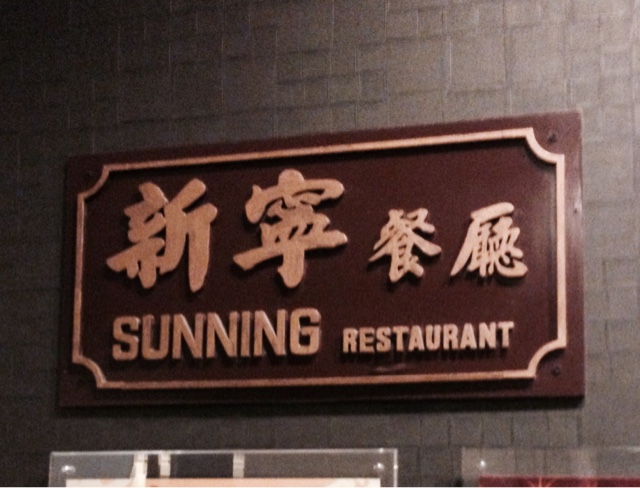 新寧 餐廳
SUNNING RESTAURANT